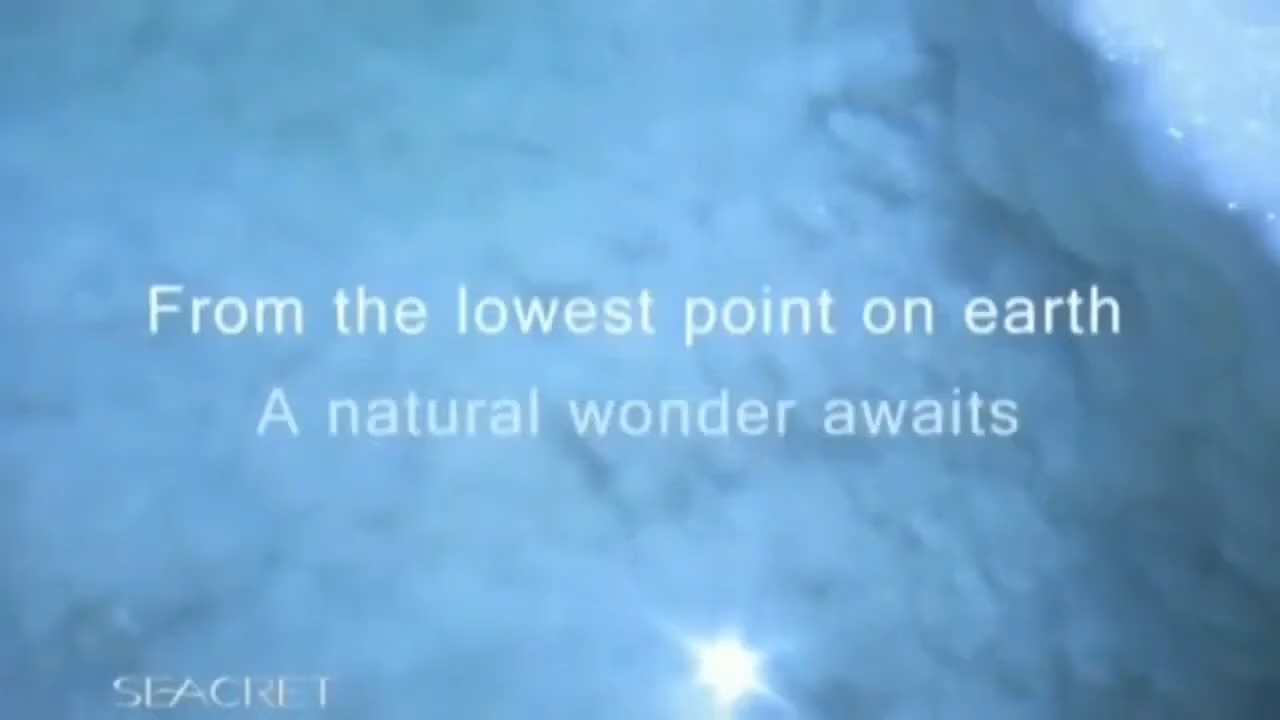 From the lowest point on earth
A natural wonder awaits
SEACRET